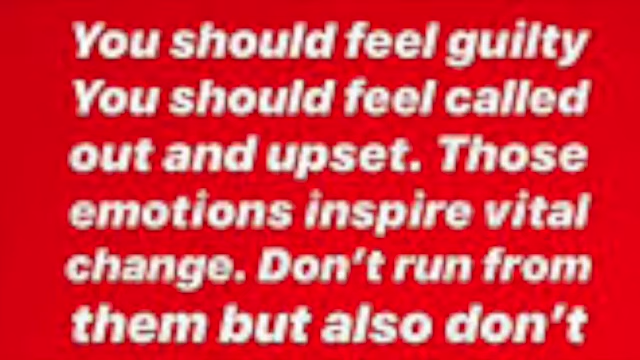 You should feel guilty
You should feel called
out and upset. Those
emotions inspire vital
change. Don't run from
them but also don't